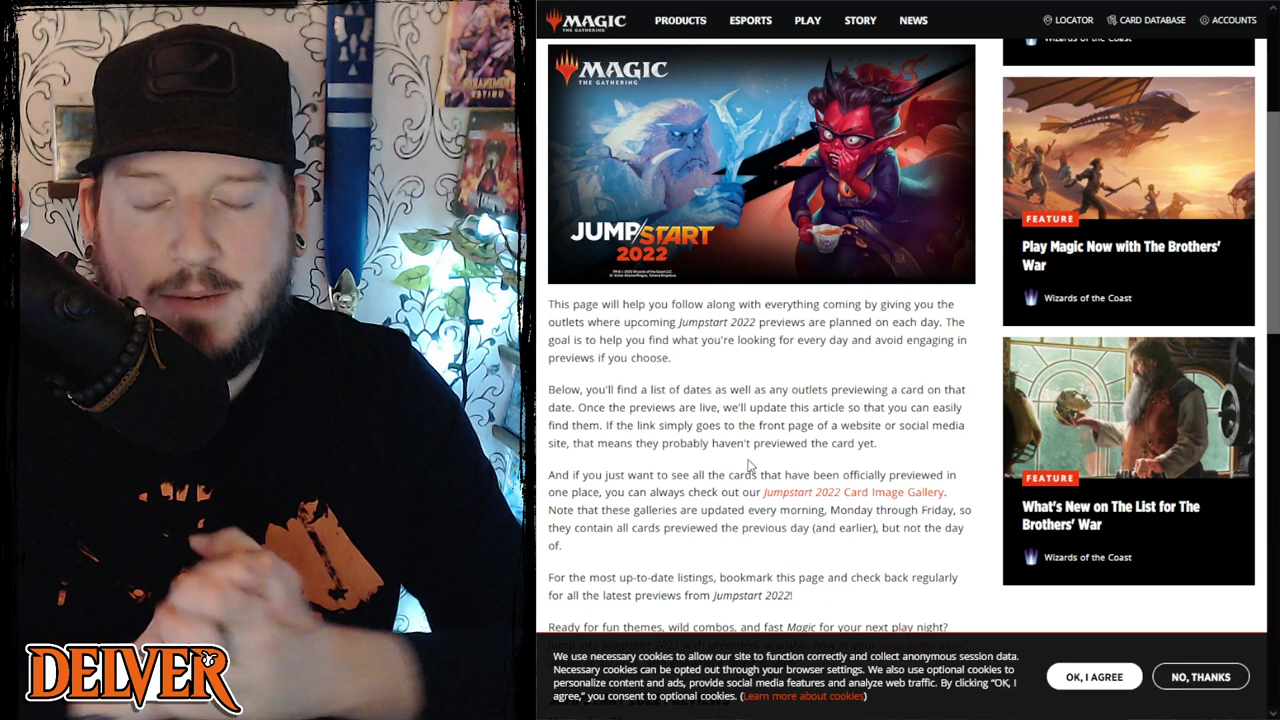 MAGIC
THE GATHERING
PRODUCTS
ESPORTS
PLAY
STORY
NEWS
LOCATOR
CARD DATABASE
ACCOUNTS
Wizards of the Coast
MAGIC
THE GATHERING
JUMP/START
2022
FEATURE
Play Magic Now with The Brothers'
War
Wizards of the Coast
This page will help you follow along with everything coming by giving you the
outlets where upcoming Jumpstart 2022 previews are planned on each day. The
goal is to help you find what you're looking for every day and avoid engaging in
previews if you choose.
Below, you'll find a list of dates as well as any outlets previewing a card on that
date. Once the previews are live, we'll update this article so that you can easily
find them. If the link simply goes to the front page of a website or social media
site, that means they probably haven't previewed the card yet.
And if you just want to see all the cards that have been officially previewed in
one place, you can always check out our Jumpstart 2022 Card Image Gallery.
Note that these galleries are updated every morning, Monday through Friday, so
they contain all cards previewed the previous day (and earlier), but not the day
of.
For the most up-to-date listings, bookmark this page and check back regularly
for all the latest previews from Jumpstart 2022!
Ready for fun themes, wild combos, and fast Magic for your next play night?
FEATURE
What's New on The List for The
Brothers' War
Wizards of the Coast
We use necessary cookies to allow our site to function correctly and collect anonymous session data.
Necessary cookies can be opted out through your browser settings. We also use optional cookies to
personalize content and ads, provide social media features and analyze web traffic. By clicking "OK, I
agree," you consent to optional cookies. (Learn more about cookies)
OK, I AGREE
NO, THANKS
DELVER